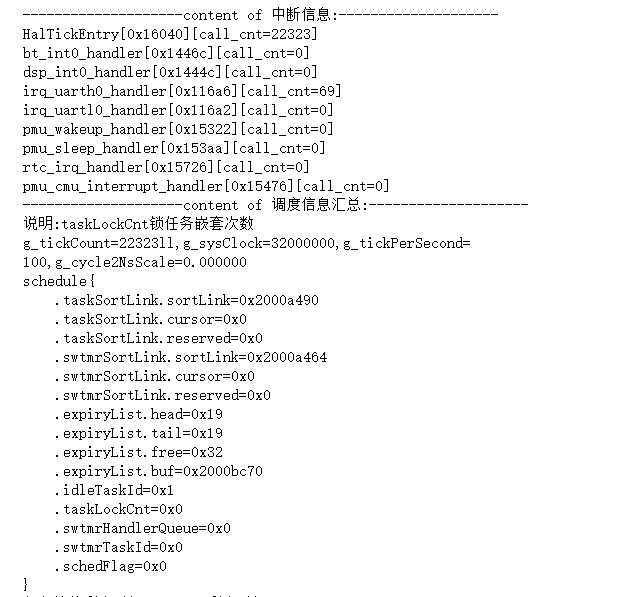 --------------------content of 中断信息:--------------------
HalTickEntry[0x16040][call_cnt=22323]
bt_int0_handler[0x1446c][call_cnt=0]
dsp_int0_handler[0x1444c][call_cnt=0]
irq_uarth0_handler[0x116a6][call_cnt=69]
irq_uartl0_handler[0x116a2][call_cnt=0]
pmu_wakeup_handler[0x15322][call_cnt=0]
pmu_sleep_handler[0x153aa][call_cnt=0]
rtc_irq_handler[0x15726][call_cnt=0]
pmu_cmu_interrupt_handler[0x15476][call_cnt=0]
--------------------content of 调度信息汇总:--------------------
说明:taskLockCnt锁任务嵌套次数
g_tickCount=22323ll,g_sysClock=32000000,g_tickPerSecond=
100,g_cycle2NsScale=0.000000
schedule{
    .taskSortLink.sortLink=0x2000a490
    .taskSortLink.cursor=0x0
    .taskSortLink.reserved=0x0
    .swtmrSortLink.sortLink=0x2000a464
    .swtmrSortLink.cursor=0x0
    .swtmrSortLink.reserved=0x0
    .expiryList.head=0x19
    .expiryList.tail=0x19
    .expiryList.free=0x32
    .expiryList.buf=0x2000bc70
    .idleTaskId=0x1
    .taskLockCnt=0x0
    .swtmrHandlerQueue=0x0
    .swtmrTaskId=0x0
    .schedFlag=0x0
}